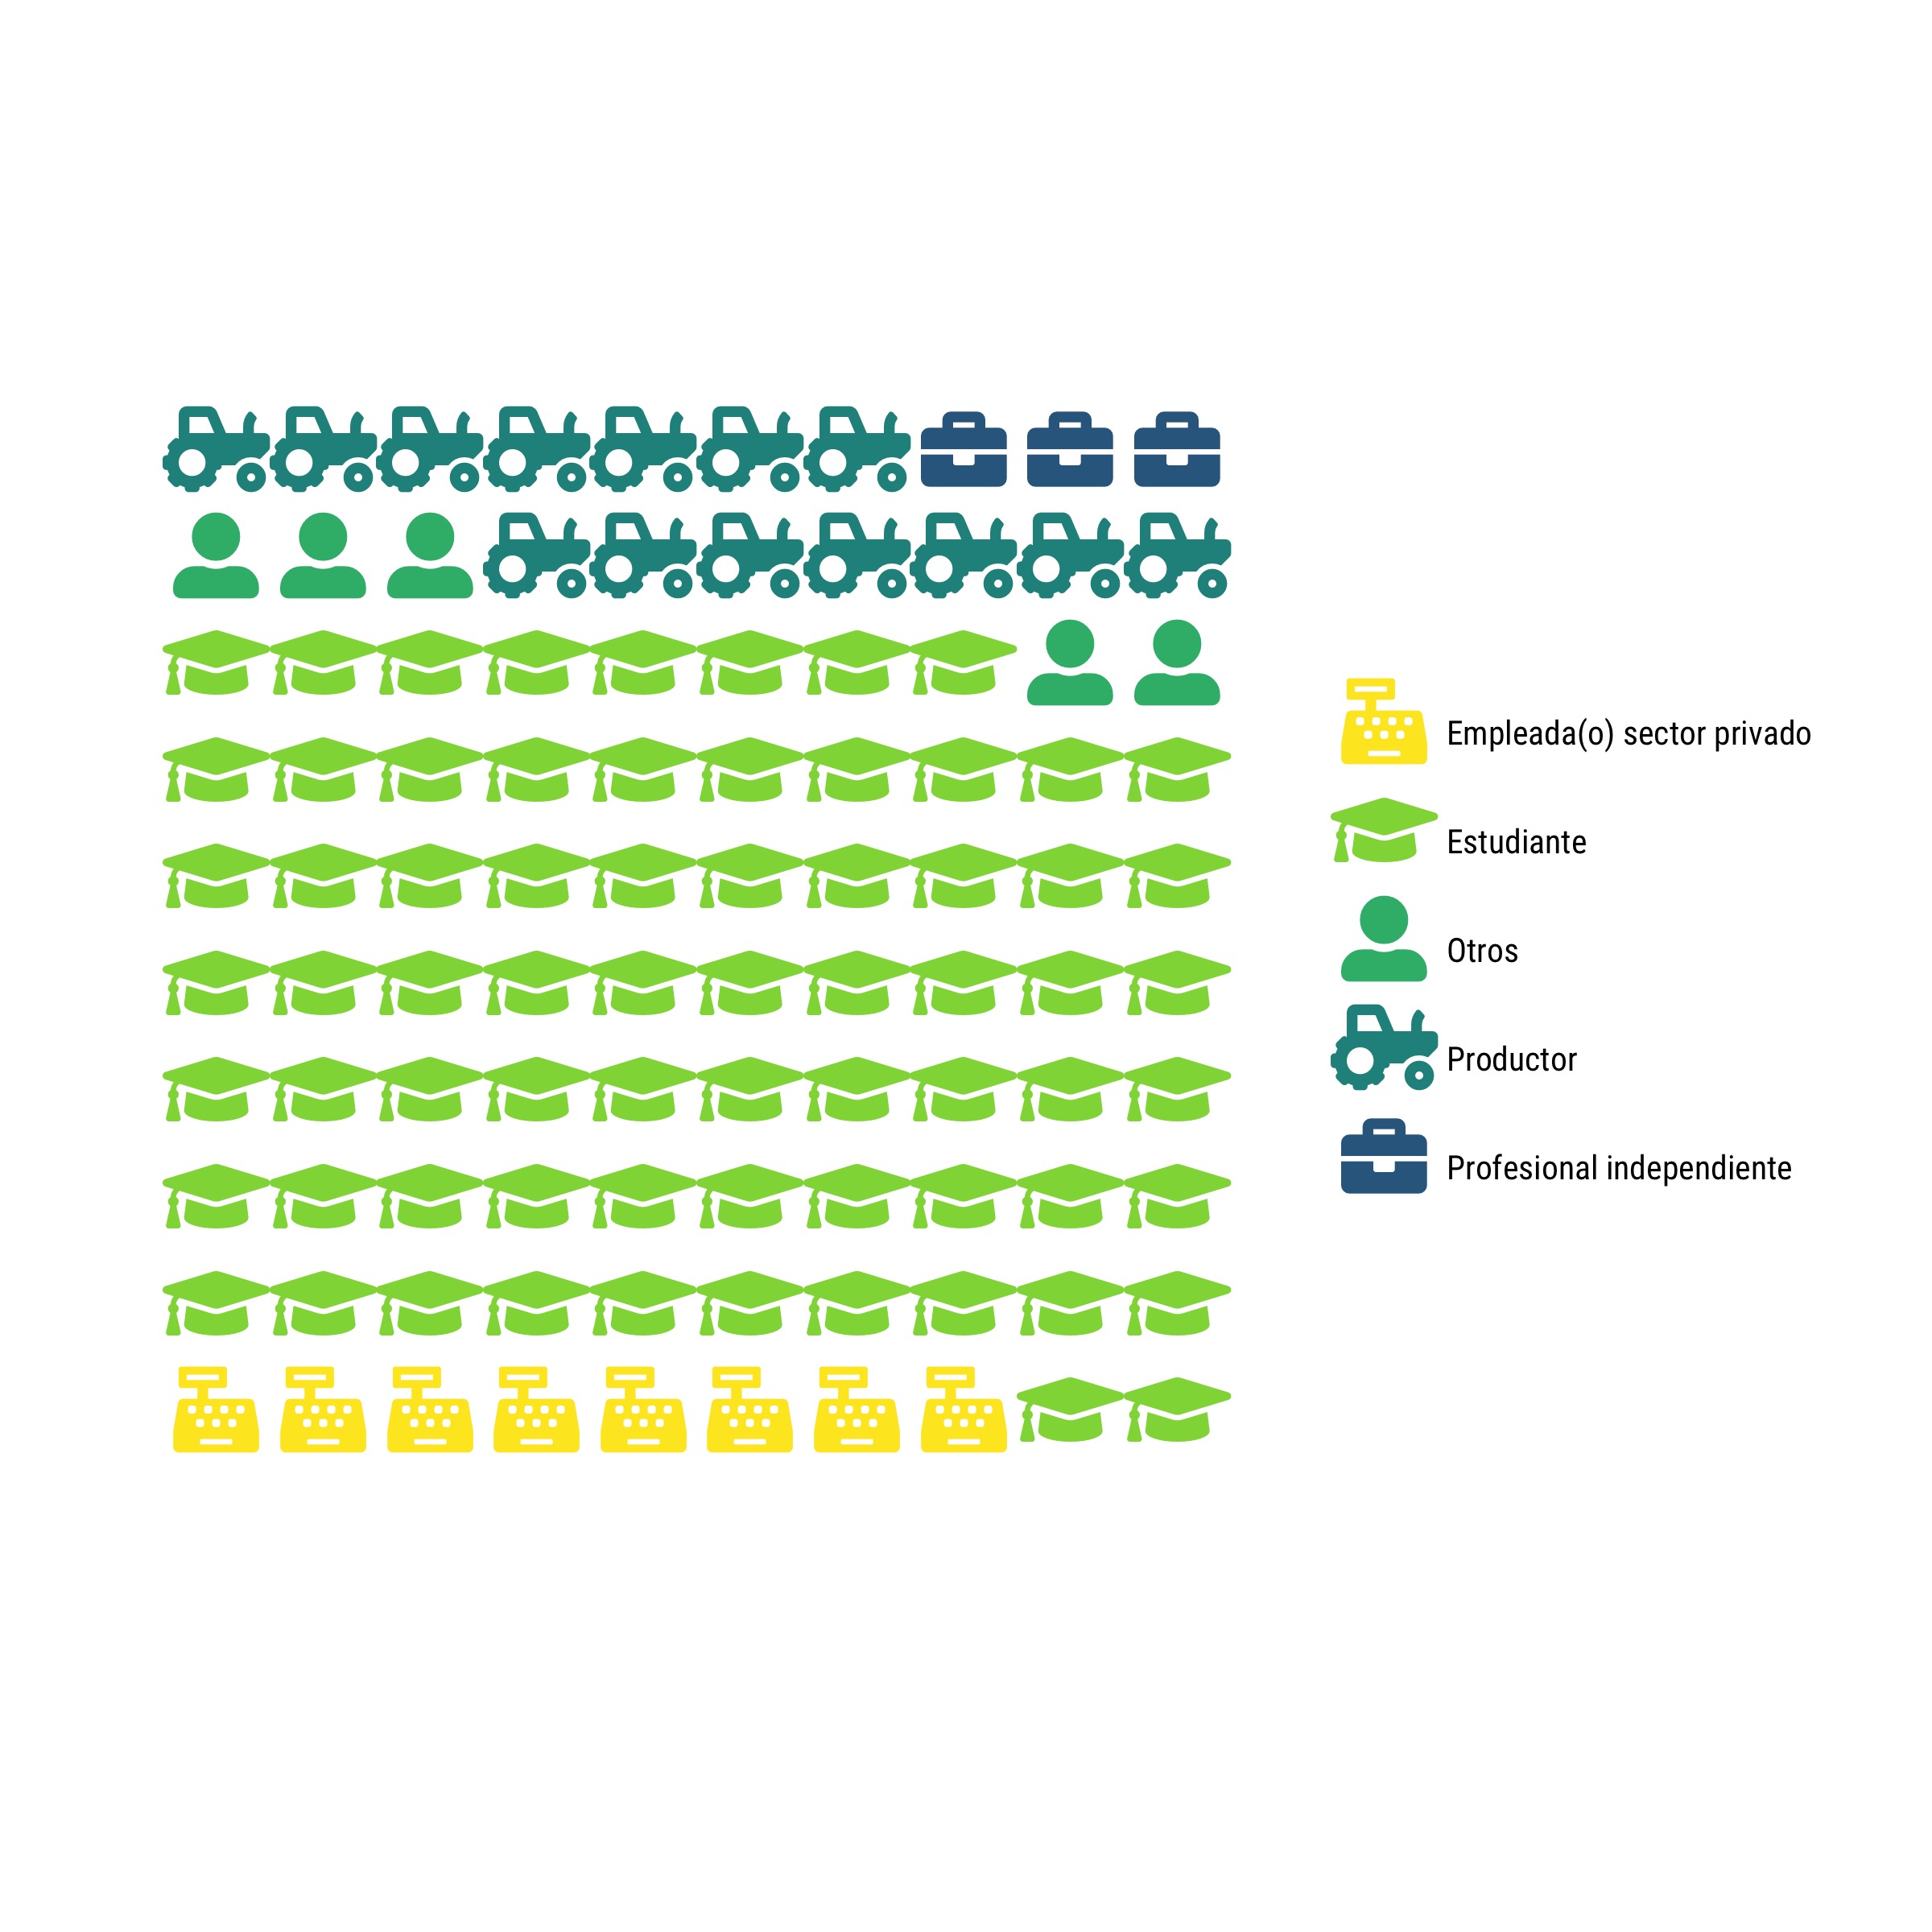 Empleada(o) sector privado
Estudiante
Otros
Productor
Profesional independiente